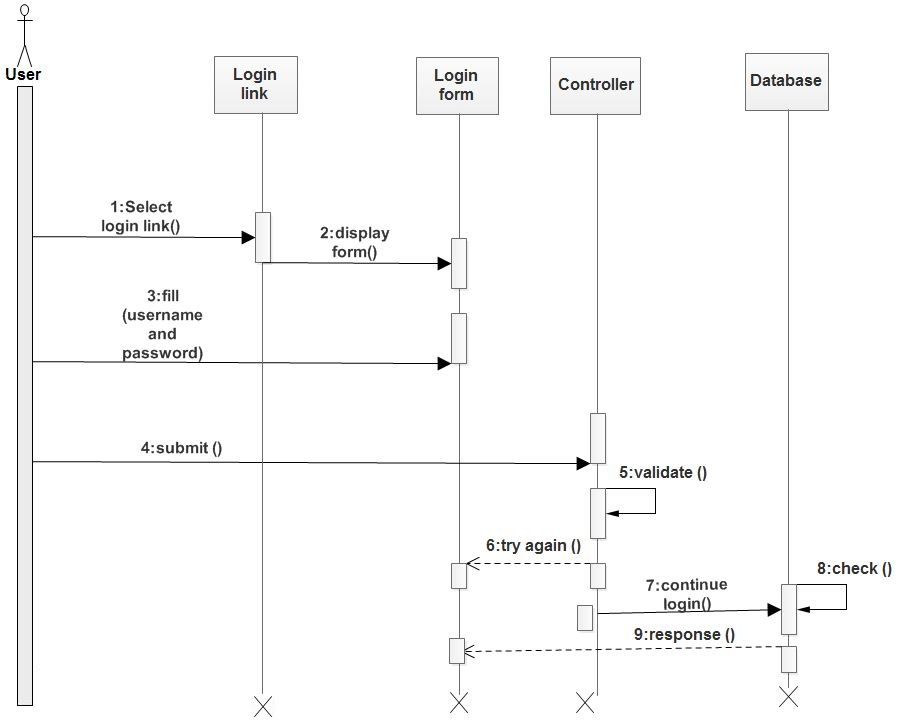 User
Login
link
Login
form
Controller
Database
1:Select
login link()
2:display
form()
3:fill
(username
and
password)
4:submit ()
5:validate ()
6:try again ()
7:continue
login()
8:check ()
9:response ()